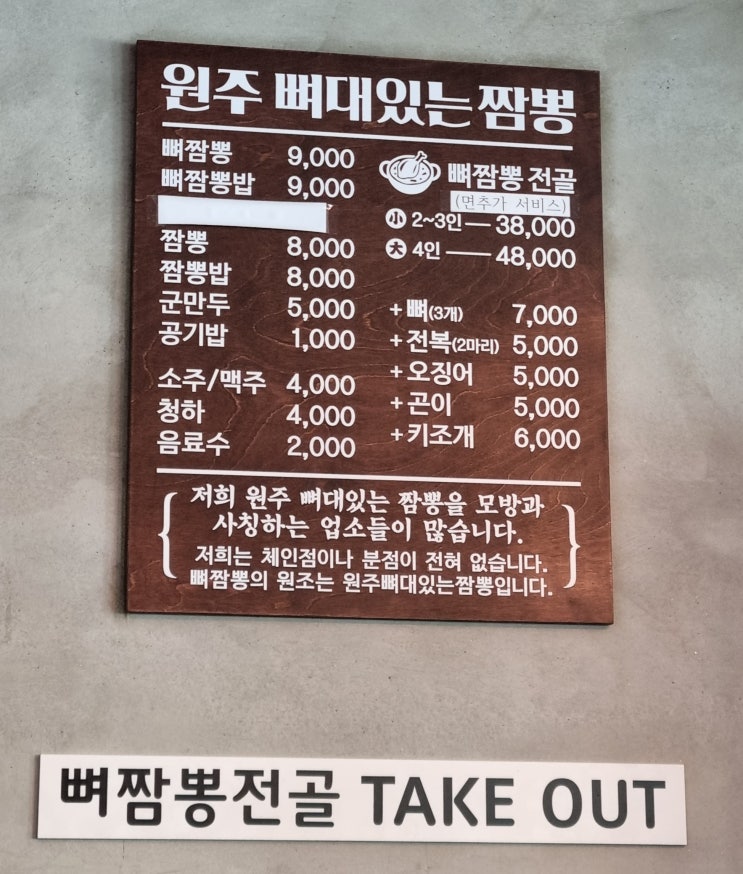 원주 뼈대있는 짬뽕
뼈짬뽕 9,000
뼈짬뽕밥 9,000
짬뽕 8,000
짬뽕밥 8,000
군만두 5,000
공기밥 1,000
소주/맥주 4,000
청하 4,000
음료수 2,000
뼈짬뽕 전골
(면추가 서비스)
小 2~3인 — 38,000
大 4인 — 48,000
+뼈(3개) 7,000
+전복(2마리) 5,000
+오징어 5,000
+곤이 5,000
+키조개 6,000
저희 원주 뼈대있는 짬뽕을 모방과
사칭하는 업소들이 많습니다.
저희는 체인점이나 분점이 전혀 없습니다.
뼈짬뽕의 원조는 원주뼈대있는짬뽕입니다.
뼈짬뽕전골 TAKE OUT